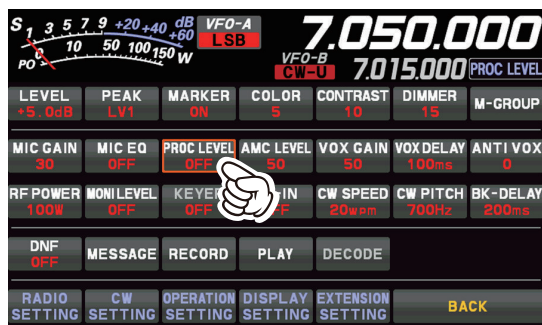 S 1 3 5 7 9 +20 +40 +60 dB
PO 0 10 50 100 150 W
VFO-A
LSB
7.050.000
VFO-B
CW-U
7.015.000
PROC LEVEL
LEVEL PEAK MARKER COLOR CONTRAST DIMMER M-GROUP
+5.0dB LV1 ON 5 10 15
MIC GAIN MIC EQ PROC LEVEL AMC LEVEL VOX GAIN VOX DELAY ANTI VOX
30 OFF OFF 50 50 100ms 0
RF POWER MONI LEVEL KEYER IN CW SPEED CW PITCH BK-DELAY
100W OFF OFF 20WPM 700Hz 200ms
DNF MESSAGE RECORD PLAY DECODE
OFF
RADIO CW OPERATION DISPLAY EXTENSION BACK
SETTING SETTING SETTING SETTING SETTING